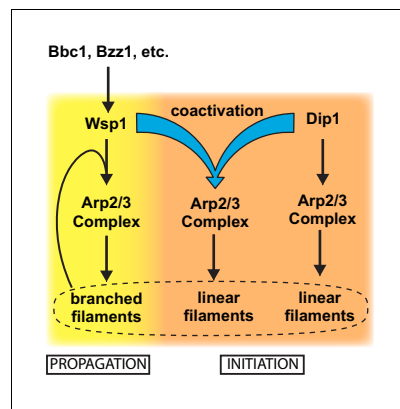 Bbc1, Bzz1, etc.
coactivation
Wsp1
Dip1
Arp2/3
Complex
Arp2/3
Complex
Arp2/3
Complex
branched
filaments
linear
filaments
linear
filaments
PROPAGATION
INITIATION